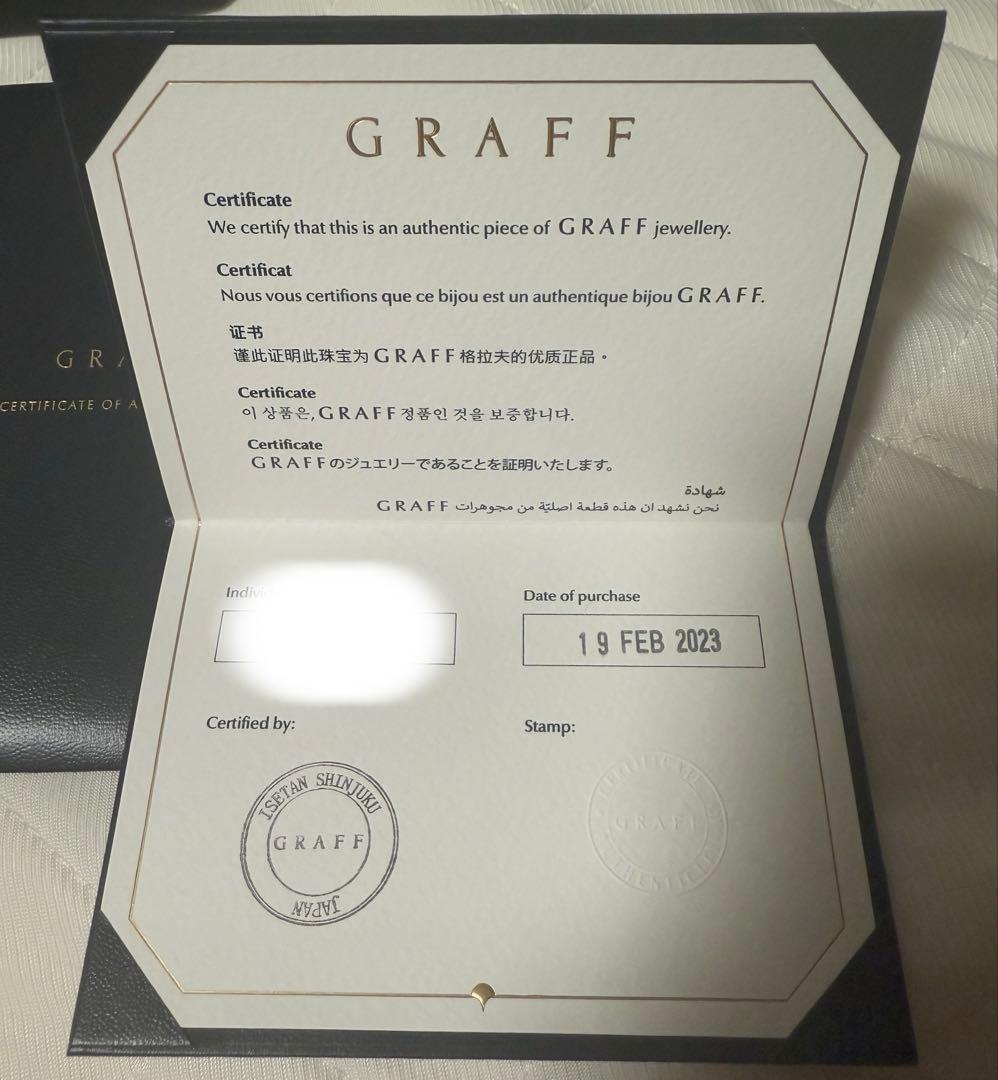 GRAFF
Certificate
We certify that this is an authentic piece of GRAFF jewellery.
Certificat
Nous vous certifions que ce bijou est un authentique bijou GRAFF.
证书
谨此证明此珠宝为 GRAFF 格拉夫的优质正品。
Certificate
이 상품은, GRAFF 정품인 것을 보증합니다.
Certificate
GRAFFのジュエリーであることを証明いたします。
شهادة
نحن نشهد ان هذه قطعة اصليّة من مجوهرات GRAFF
Date of purchase
19 FEB 2023
Certified by:
Stamp:
ISETAN SHINJUKU
GRAFF
JAPAN
GRAFF
CERTIFICATE OF